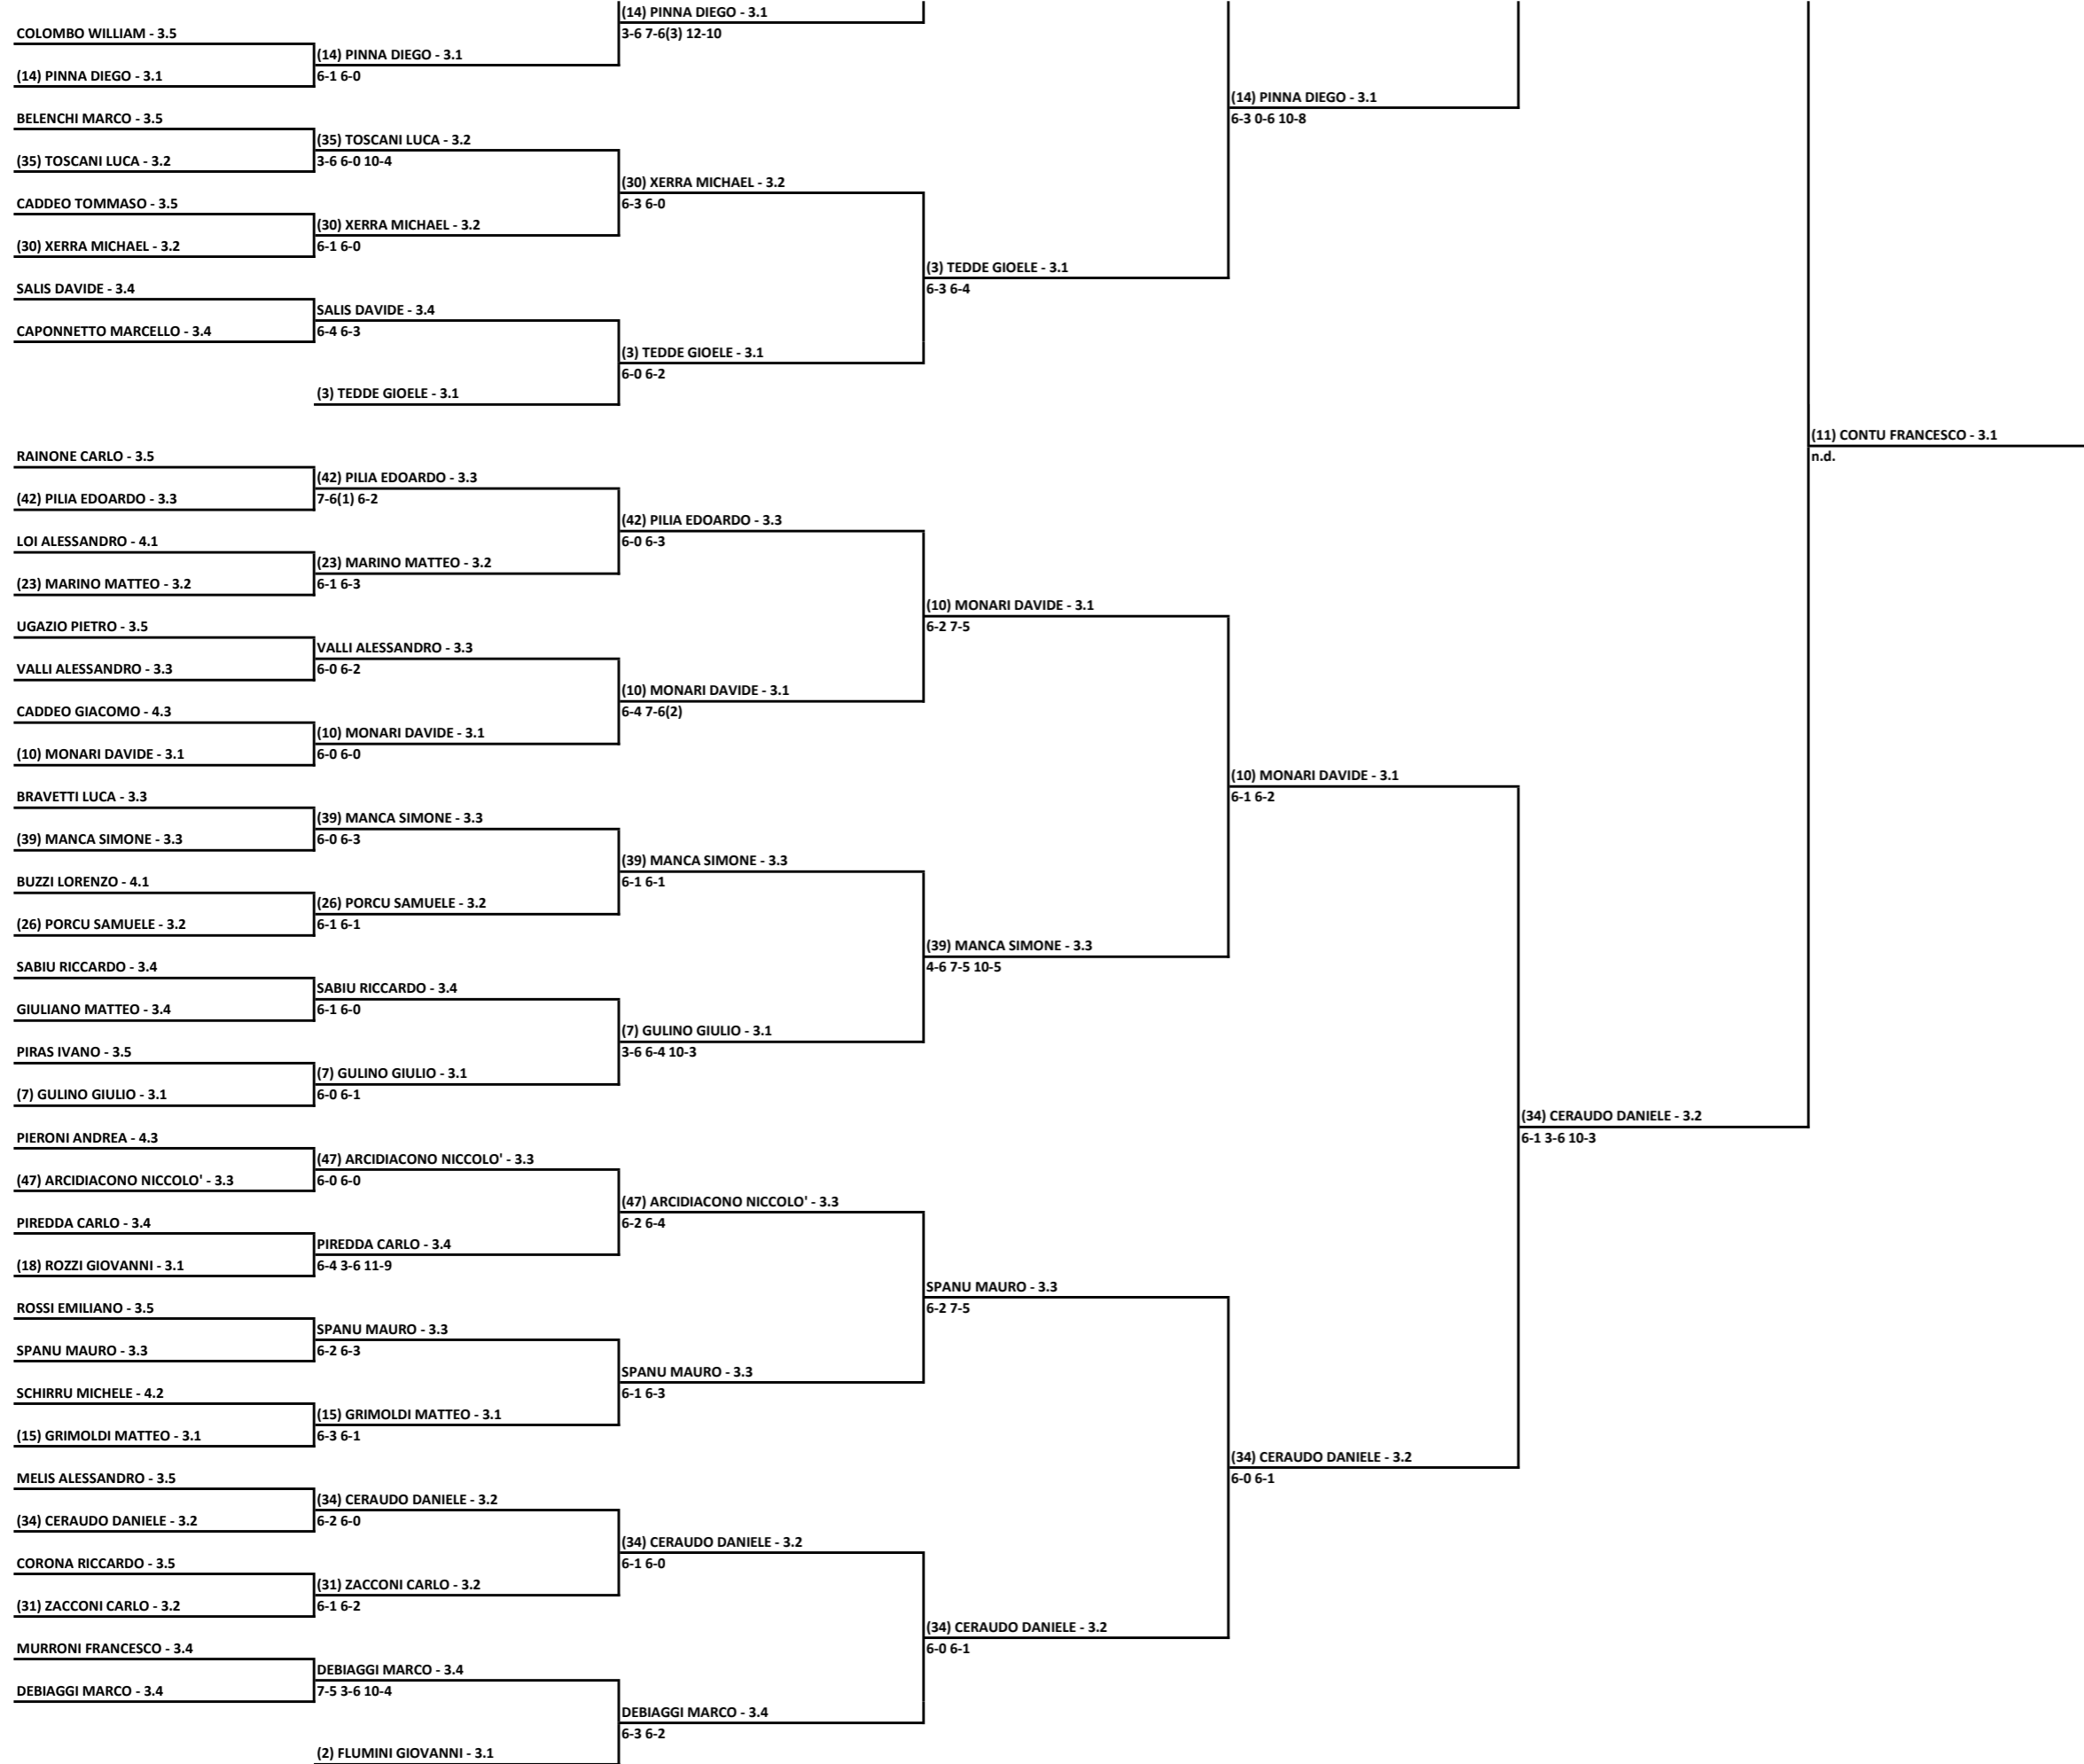 (14) PINNA DIEGO - 3.1
COLOMBO WILLIAM - 3.5
3-6 7-6(3) 12-10
(14) PINNA DIEGO - 3.1
(14) PINNA DIEGO - 3.1
6-1 6-0
(14) PINNA DIEGO - 3.1
BELENCHI MARCO - 3.5
6-3 0-6 10-8
(35) TOSCANI LUCA - 3.2
(35) TOSCANI LUCA - 3.2
3-6 6-0 10-4
(30) XERRA MICHAEL - 3.2
CADDEO TOMMASO - 3.5
6-3 6-0
(30) XERRA MICHAEL - 3.2
(30) XERRA MICHAEL - 3.2
6-1 6-0
(3) TEDDE GIOELE - 3.1
SALIS DAVIDE - 3.4
6-3 6-4
SALIS DAVIDE - 3.4
CAPONNETTO MARCELLO - 3.4
6-4 6-3
(3) TEDDE GIOELE - 3.1
6-0 6-2
(3) TEDDE GIOELE - 3.1
(11) CONTU FRANCESCO - 3.1
RAINONE CARLO - 3.5
n.d.
(42) PILIA EDOARDO - 3.3
(42) PILIA EDOARDO - 3.3
7-6(1) 6-2
(42) PILIA EDOARDO - 3.3
LOI ALESSANDRO - 4.1
6-0 6-3
(23) MARINO MATTEO - 3.2
(23) MARINO MATTEO - 3.2
6-1 6-3
(10) MONARI DAVIDE - 3.1
UGAZIO PIETRO - 3.5
6-2 7-5
VALLI ALESSANDRO - 3.3
VALLI ALESSANDRO - 3.3
6-0 6-2
(10) MONARI DAVIDE - 3.1
CADDEO GIACOMO - 4.3
6-4 7-6(2)
(10) MONARI DAVIDE - 3.1
(10) MONARI DAVIDE - 3.1
6-0 6-0
(10) MONARI DAVIDE - 3.1
BRAVETTI LUCA - 3.3
6-1 6-2
(39) MANCA SIMONE - 3.3
(39) MANCA SIMONE - 3.3
6-0 6-3
(39) MANCA SIMONE - 3.3
BUZZI LORENZO - 4.1
6-1 6-1
(26) PORCU SAMUELE - 3.2
(26) PORCU SAMUELE - 3.2
6-1 6-1
(39) MANCA SIMONE - 3.3
SABIU RICCARDO - 3.4
4-6 7-5 10-5
SABIU RICCARDO - 3.4
GIULIANO MATTEO - 3.4
6-1 6-0
(7) GULINO GIULIO - 3.1
PIRAS IVANO - 3.5
3-6 6-4 10-3
(7) GULINO GIULIO - 3.1
(7) GULINO GIULIO - 3.1
6-0 6-1
(34) CERAUDO DANIELE - 3.2
PIERONI ANDREA - 4.3
6-1 3-6 10-3
(47) ARCIDIACONO NICCOLO' - 3.3
(47) ARCIDIACONO NICCOLO' - 3.3
6-0 6-0
(47) ARCIDIACONO NICCOLO' - 3.3
PIREDDA CARLO - 3.4
6-2 6-4
PIREDDA CARLO - 3.4
(18) ROZZI GIOVANNI - 3.1
6-4 3-6 11-9
SPANU MAURO - 3.3
ROSSI EMILIANO - 3.5
6-2 7-5
SPANU MAURO - 3.3
SPANU MAURO - 3.3
6-2 6-3
SPANU MAURO - 3.3
SCHIRRU MICHELE - 4.2
6-1 6-3
(15) GRIMOLDI MATTEO - 3.1
(15) GRIMOLDI MATTEO - 3.1
6-3 6-1
(34) CERAUDO DANIELE - 3.2
MELIS ALESSANDRO - 3.5
6-0 6-1
(34) CERAUDO DANIELE - 3.2
(34) CERAUDO DANIELE - 3.2
6-2 6-0
(34) CERAUDO DANIELE - 3.2
CORONA RICCARDO - 3.5
6-1 6-0
(31) ZACCONI CARLO - 3.2
(31) ZACCONI CARLO - 3.2
6-1 6-2
(34) CERAUDO DANIELE - 3.2
MURRONI FRANCESCO - 3.4
6-0 6-1
DEBIAGGI MARCO - 3.4
DEBIAGGI MARCO - 3.4
7-5 3-6 10-4
DEBIAGGI MARCO - 3.4
6-3 6-2
(2) FLUMINI GIOVANNI - 3.1